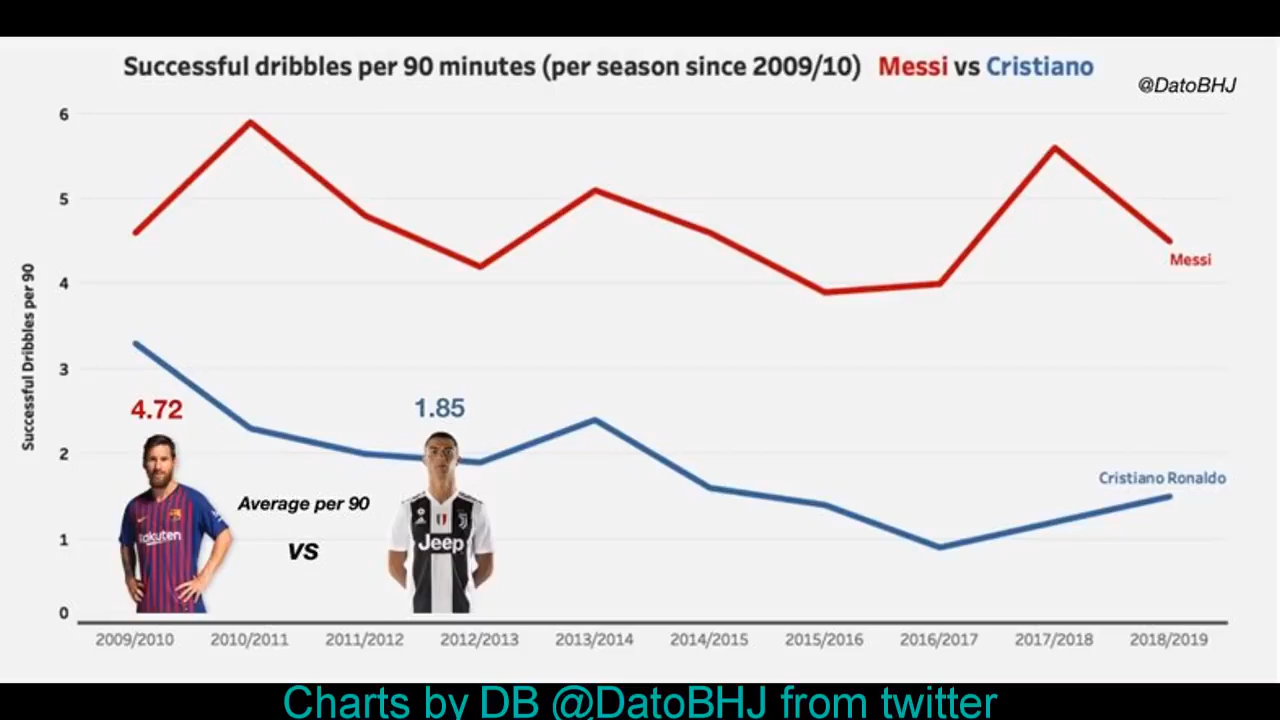 Successful dribbles per 90 minutes (per season since 2009/10) Messi vs Cristiano
@DatoBHJ
6
5
4
3
2
1
0
Successful Dribbles per 90
Messi
Cristiano Ronaldo
4.72
1.85
Average per 90
vs
Rakuten
Jeep
2009/2010 2010/2011 2011/2012 2012/2013 2013/2014 2014/2015 2015/2016 2016/2017 2017/2018 2018/2019
Charts by DB @DatoBHJ from twitter